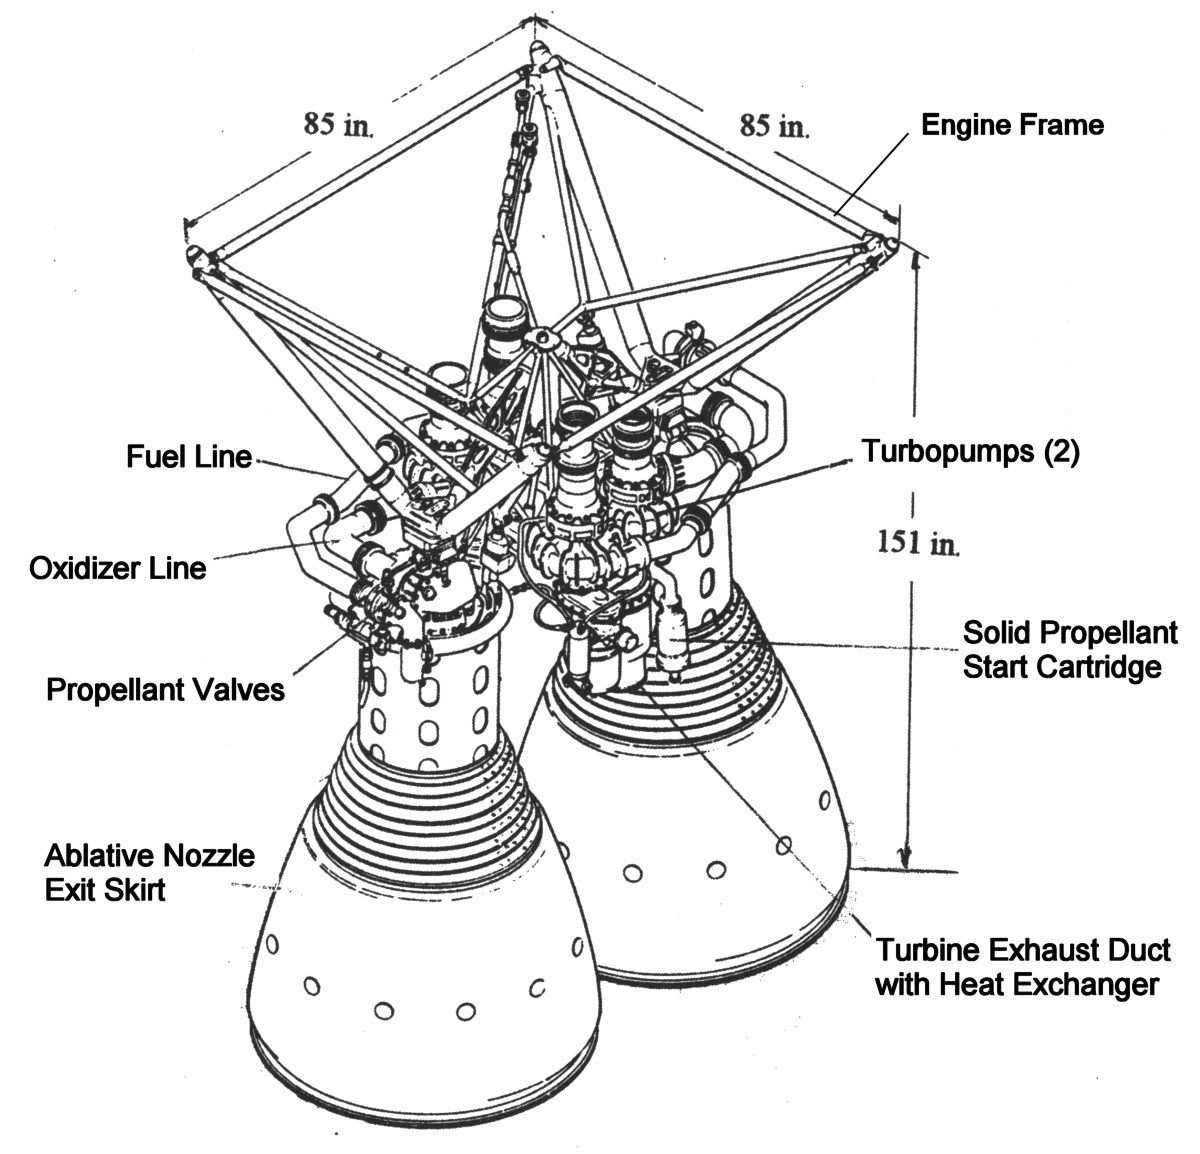 85 in.
85 in.
Engine Frame
Fuel Line
Turbopumps (2)
151 in.
Oxidizer Line
Solid Propellant
Start Cartridge
Propellant Valves
Ablative Nozzle
Exit Skirt
Turbine Exhaust Duct
with Heat Exchanger